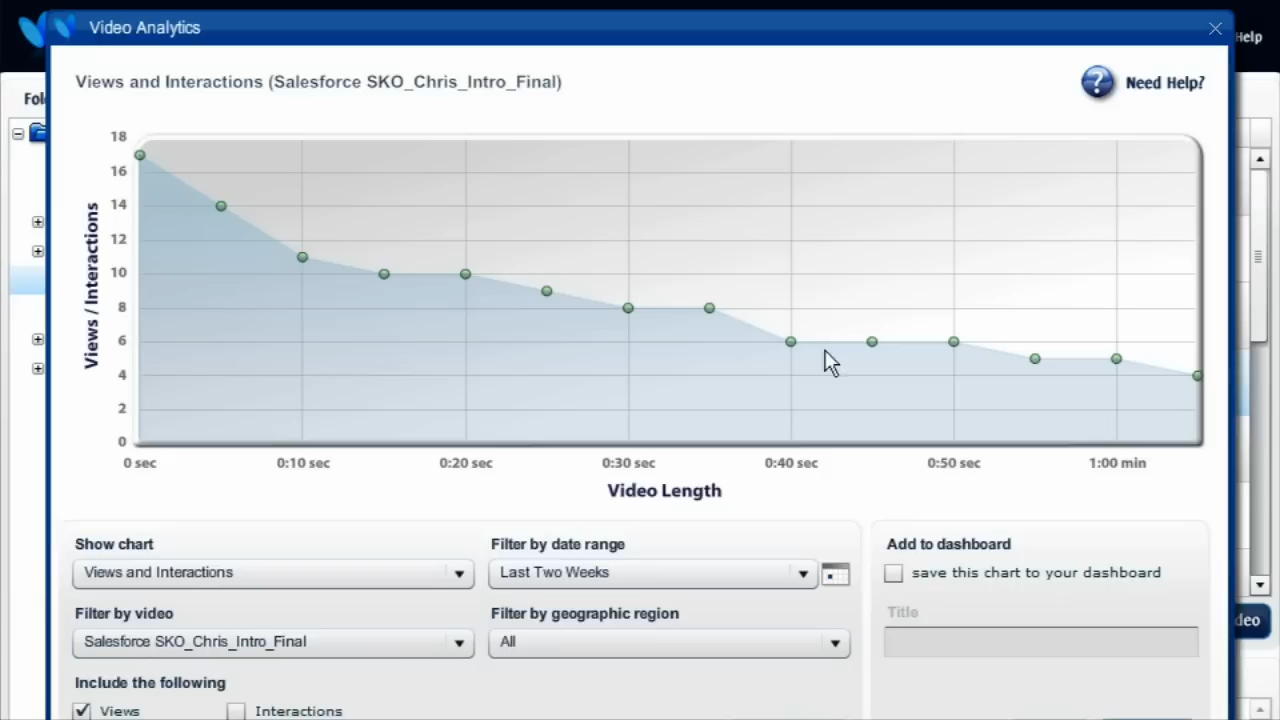 Video Analytics
Help
Views and Interactions (Salesforce SKO_Chris_Intro_Final)
Need Help?
18
16
14
12
10
8
6
4
2
0
Views / Interactions
0 sec
0:10 sec
0:20 sec
0:30 sec
0:40 sec
0:50 sec
1:00 min
Video Length
Show chart
Views and Interactions
Filter by date range
Last Two Weeks
Add to dashboard
save this chart to your dashboard
Filter by video
Salesforce SKO_Chris_Intro_Final
Filter by geographic region
All
Title
Include the following
Views
Interactions